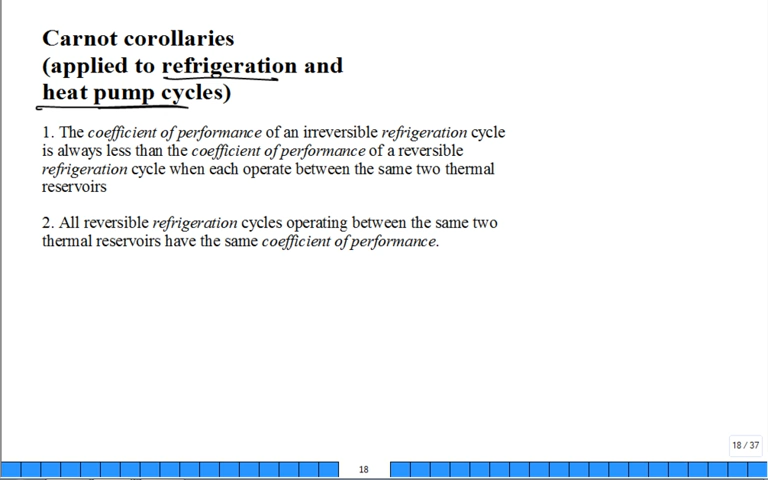 Carnot corollaries
(applied to refrigeration and
heat pump cycles)
1. The coefficient of performance of an irreversible refrigeration cycle
is always less than the coefficient of performance of a reversible
refrigeration cycle when each operate between the same two thermal
reservoirs
2. All reversible refrigeration cycles operating between the same two
thermal reservoirs have the same coefficient of performance.
18 / 37
18